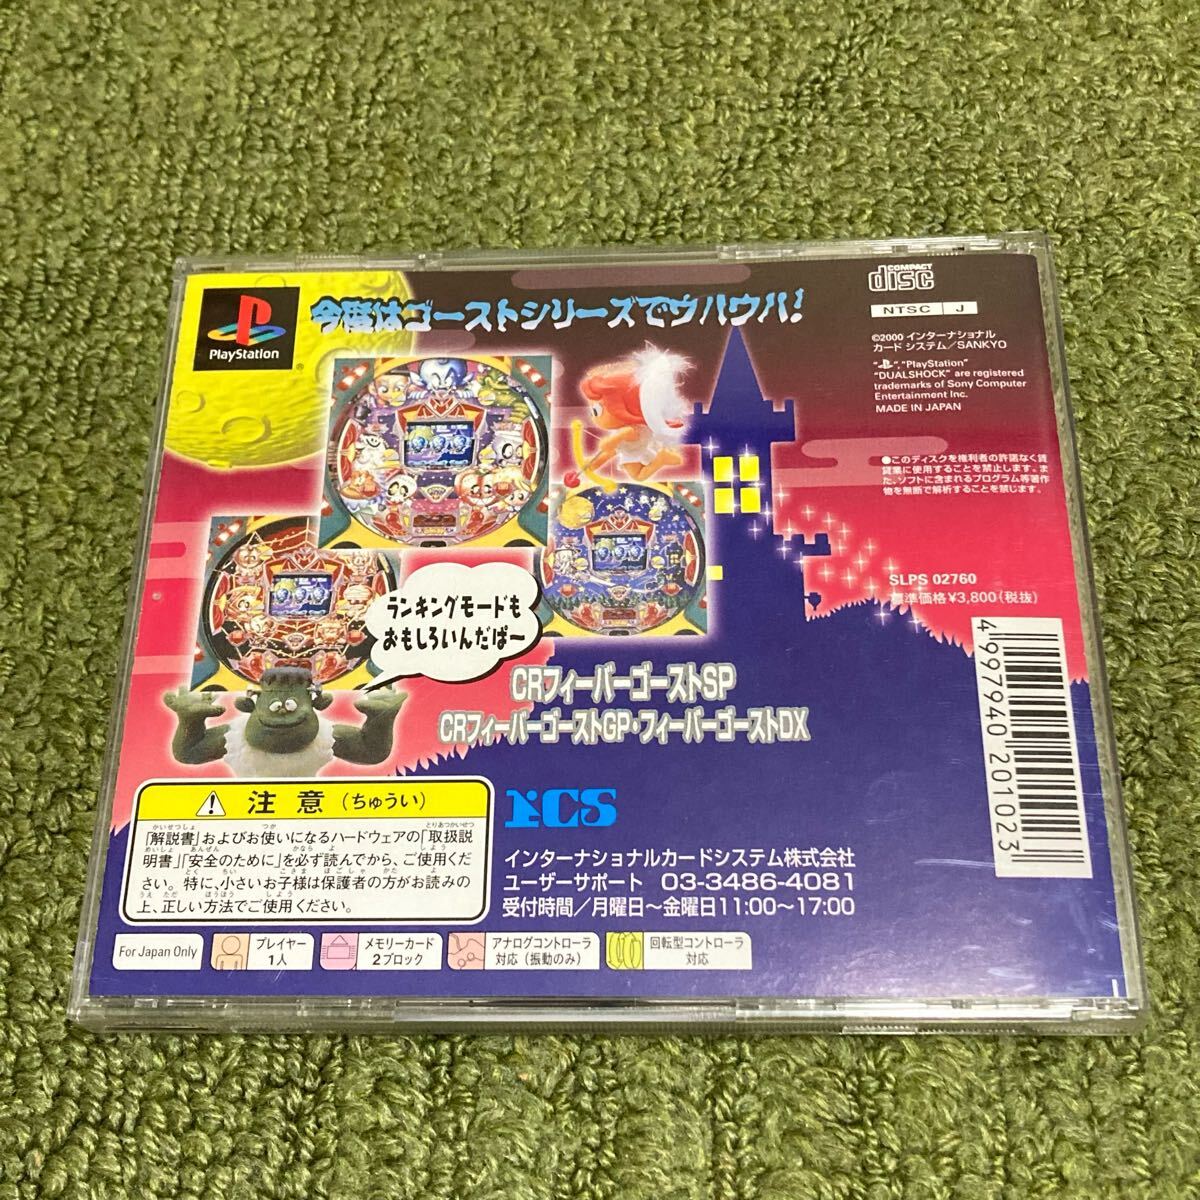 PlayStation
今度はゴーストシリーズでウハウハ!
COMPACT
disc
NTSC J
©2000 インターナショナル
カード システム/SANKYO
“ ”, “PlayStation”
“DUALSHOCK” are registered
trademarks of Sony Computer
Entertainment Inc.
MADE IN JAPAN
●このディスクを権利者の許諾なく賃
貸業に使用することを禁止します。ま
た、ソフトに含まれるプログラム等著作
物を無断で解析することを禁じます。
SLPS 02760
標準価格¥3,800(税抜)
4 997940 201023
ランキングモードも
おもしろいんだぱ〜
CRフィーバーゴーストSP
CRフィーバーゴーストGP・フィーバーゴーストDX
注意(ちゅうい)
「解説書」およびお使いになるハードウェアの「取扱説
明書」「安全のために」を必ず読んでから、ご使用くだ
さい。特に、小さいお子様は保護者の方がお読みの
上、正しい方法でご使用ください。
ICS
インターナショナルカードシステム株式会社
ユーザーサポート 03-3486-4081
受付時間/月曜日〜金曜日11:00〜17:00
For Japan Only
プレイヤー
1人
メモリーカード
2ブロック
アナログコントローラ
対応(振動のみ)
回転型コントローラ
対応